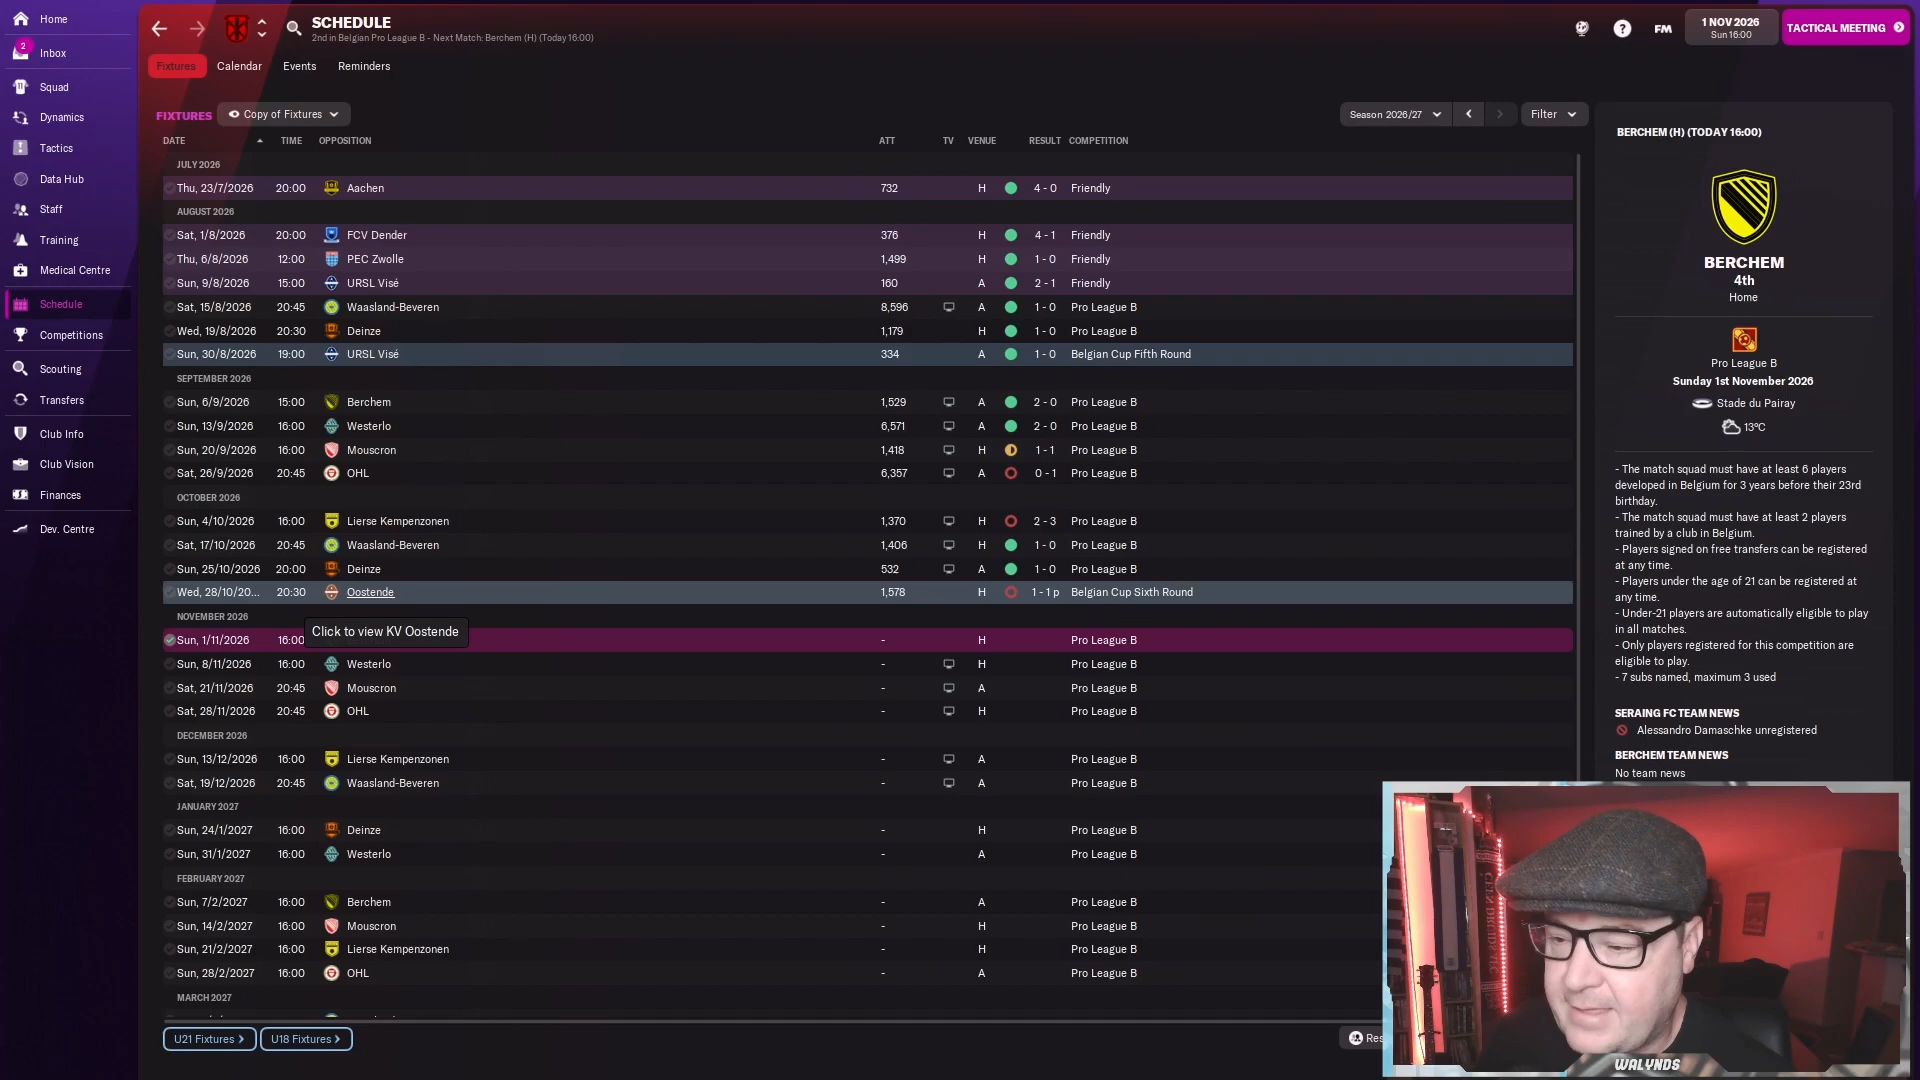 Home
2
Inbox
Squad
Dynamics
Tactics
Data Hub
Staff
Training
Medical Centre
Schedule
Competitions
Scouting
Transfers
Club Info
Club Vision
Finances
Dev. Centre
SCHEDULE
2nd in Belgian Pro League B - Next Match: Berchem (H) (Today 16:00)
FM
1 NOV 2026
Sun 16:00
TACTICAL MEETING
Fixtures Calendar Events Reminders
FIXTURES Copy of Fixtures Season 2026/27 Filter
DATE TIME OPPOSITION ATT TV VENUE RESULT COMPETITION
JULY 2026
Thu, 23/7/2026 20:00 Aachen 732 H 4 - 0 Friendly
AUGUST 2026
Sat, 1/8/2026 20:00 FCV Dender 376 H 4 - 1 Friendly
Thu, 6/8/2026 12:00 PEC Zwolle 1,499 H 1 - 0 Friendly
Sun, 9/8/2026 15:00 URSL Visé 160 A 2 - 1 Friendly
Sat, 15/8/2026 20:45 Waasland-Beveren 8,596 A 1 - 0 Pro League B
Wed, 19/8/2026 20:30 Deinze 1,179 H 1 - 0 Pro League B
Sun, 30/8/2026 19:00 URSL Visé 334 A 1 - 0 Belgian Cup Fifth Round
SEPTEMBER 2026
Sun, 6/9/2026 15:00 Berchem 1,529 A 2 - 0 Pro League B
Sun, 13/9/2026 16:00 Westerlo 6,571 A 2 - 0 Pro League B
Sun, 20/9/2026 16:00 Mouscron 1,418 H 1 - 1 Pro League B
Sat, 26/9/2026 20:45 OHL 6,357 A 0 - 1 Pro League B
OCTOBER 2026
Sun, 4/10/2026 16:00 Lierse Kempenzonen 1,370 H 2 - 3 Pro League B
Sat, 17/10/2026 20:45 Waasland-Beveren 1,406 H 1 - 0 Pro League B
Sun, 25/10/2026 20:00 Deinze 532 A 1 - 0 Pro League B
Wed, 28/10/20... 20:30 Oostende 1,578 H 1 - 1 p Belgian Cup Sixth Round
NOVEMBER 2026
Click to view KV Oostende
Sun, 1/11/2026 16:00 - H Pro League B
Sun, 8/11/2026 16:00 Westerlo - H Pro League B
Sat, 21/11/2026 20:45 Mouscron - A Pro League B
Sat, 28/11/2026 20:45 OHL - H Pro League B
DECEMBER 2026
Sun, 13/12/2026 16:00 Lierse Kempenzonen - A Pro League B
Sat, 19/12/2026 20:45 Waasland-Beveren - A Pro League B
JANUARY 2027
Sun, 24/1/2027 16:00 Deinze - H Pro League B
Sun, 31/1/2027 16:00 Westerlo - A Pro League B
FEBRUARY 2027
Sun, 7/2/2027 16:00 Berchem - A Pro League B
Sun, 14/2/2027 16:00 Mouscron - H Pro League B
Sun, 21/2/2027 16:00 Lierse Kempenzonen - H Pro League B
Sun, 28/2/2027 16:00 OHL - A Pro League B
MARCH 2027
U21 Fixtures U18 Fixtures Res
BERCHEM (H) (TODAY 16:00)
BERCHEM
4th
Home
Pro League B
Sunday 1st November 2026
Stade du Pairay
13°C
- The match squad must have at least 6 players
developed in Belgium for 3 years before their 23rd
birthday.
- The match squad must have at least 2 players
trained by a club in Belgium.
- Players signed on free transfers can be registered
at any time.
- Players under the age of 21 can be registered at
any time.
- Under-21 players are automatically eligible to play
in all matches.
- Only players registered for this competition are
eligible to play.
- 7 subs named, maximum 3 used
SERAING FC TEAM NEWS
Alessandro Damaschke unregistered
BERCHEM TEAM NEWS
No team news
WALYNDS